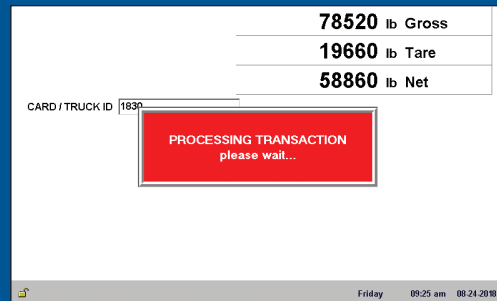 78520 lb Gross
19660 lb Tare
58860 lb Net
CARD / TRUCK ID 1830
PROCESSING TRANSACTION
please wait...
Friday 09:25 am 08-24-2018